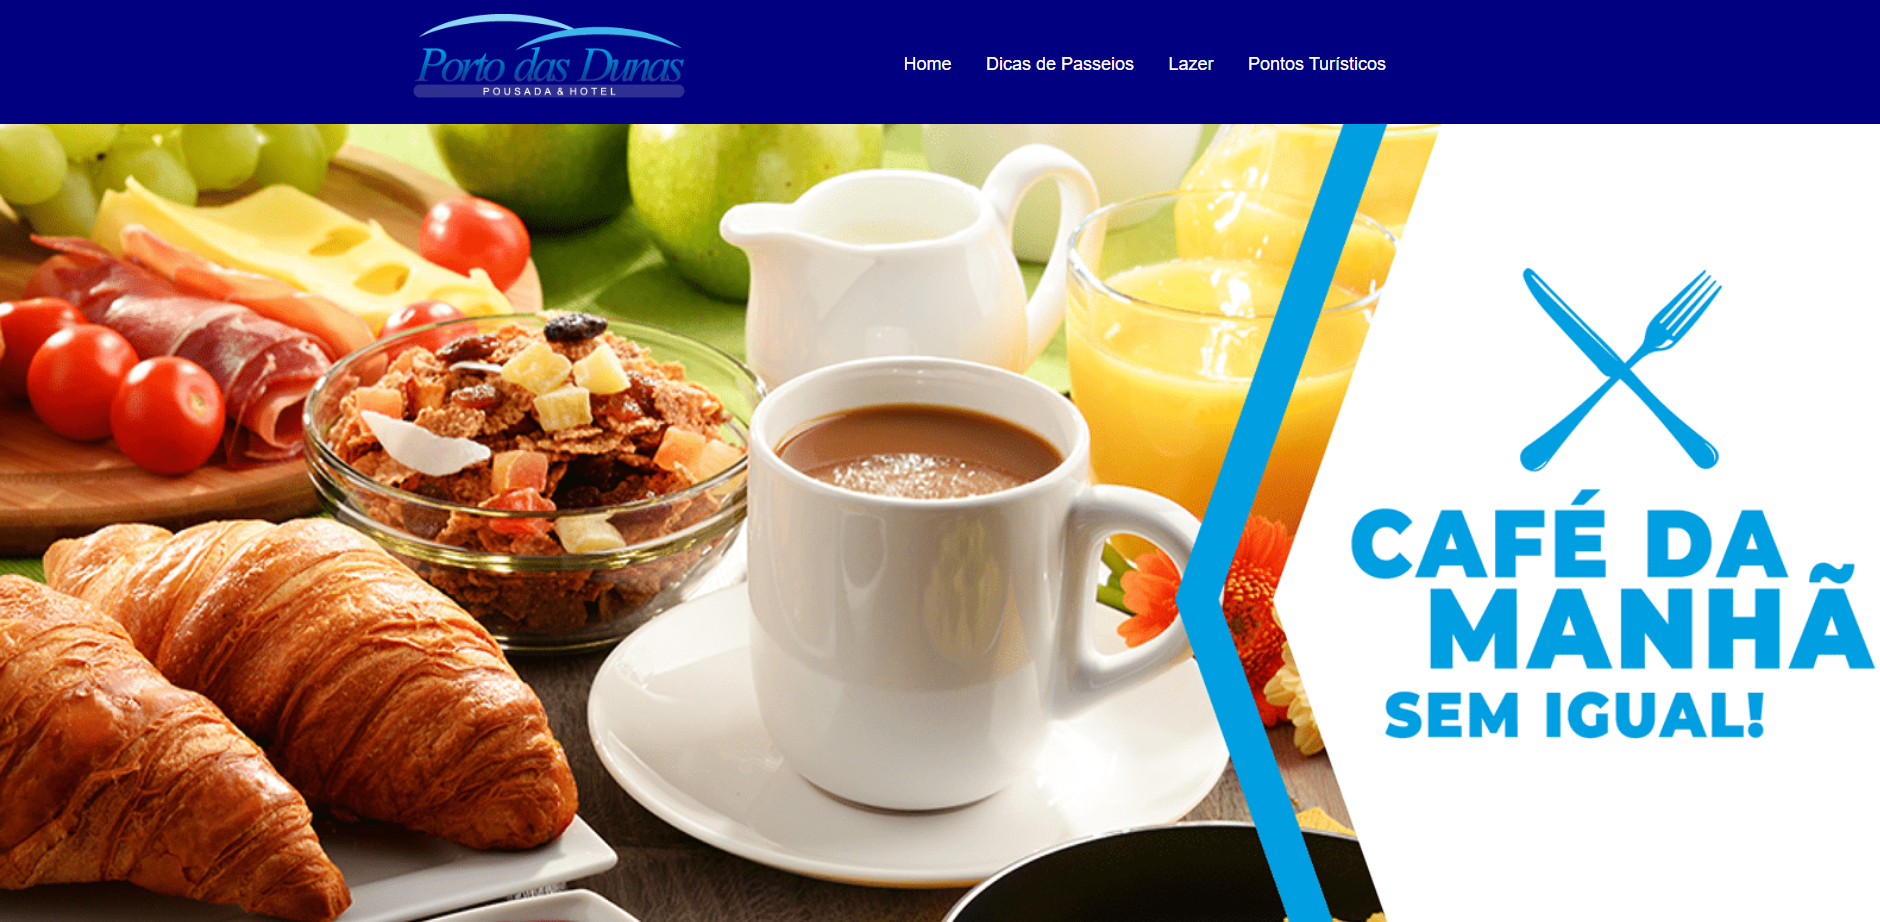 Porto das Dunas
POUSADA & HOTEL
Home
Dicas de Passeios
Lazer
Pontos Turísticos
CAFÉ DA
MANHÃ
SEM IGUAL!